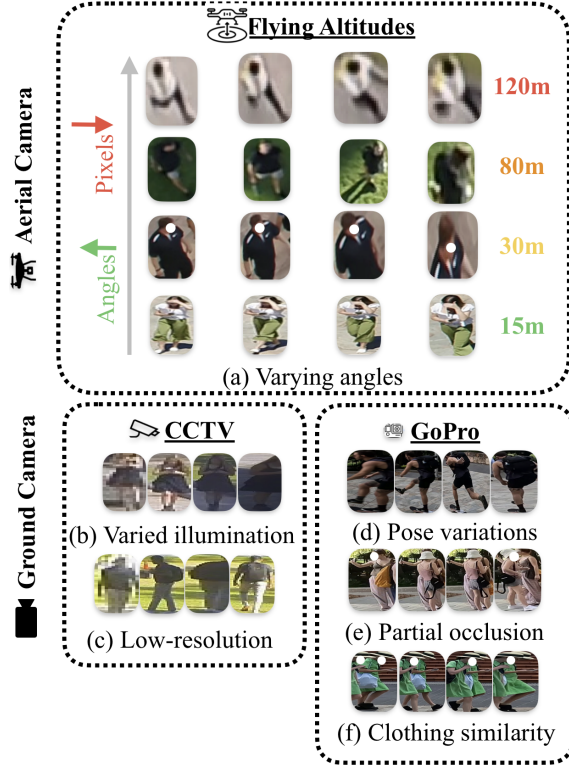 Flying Altitudes
Aerial Camera
Pixels
Angles
120m
80m
30m
15m
(a) Varying angles
Ground Camera
CCTV
(b) Varied illumination
(c) Low-resolution
GoPro
(d) Pose variations
(e) Partial occlusion
(f) Clothing similarity